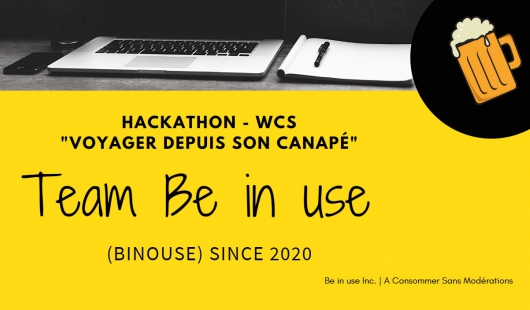 HACKATHON - WCS
"VOYAGER DEPUIS SON CANAPÉ"
Team Be in use
(BINOUSE) SINCE 2020
Be in use Inc. | A Consommer Sans Modérations